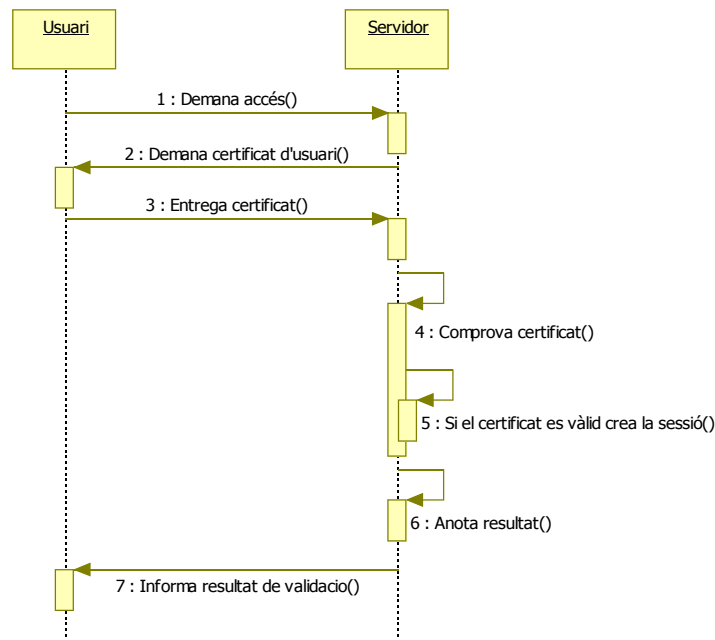 Usuari
Servidor
1 : Demana accés()
2 : Demana certificat d'usuari()
3 : Entrega certificat()
4 : Comprova certificat()
5 : Si el certificat es vàlid crea la sessió()
6 : Anota resultat()
7 : Informa resultat de validacio()